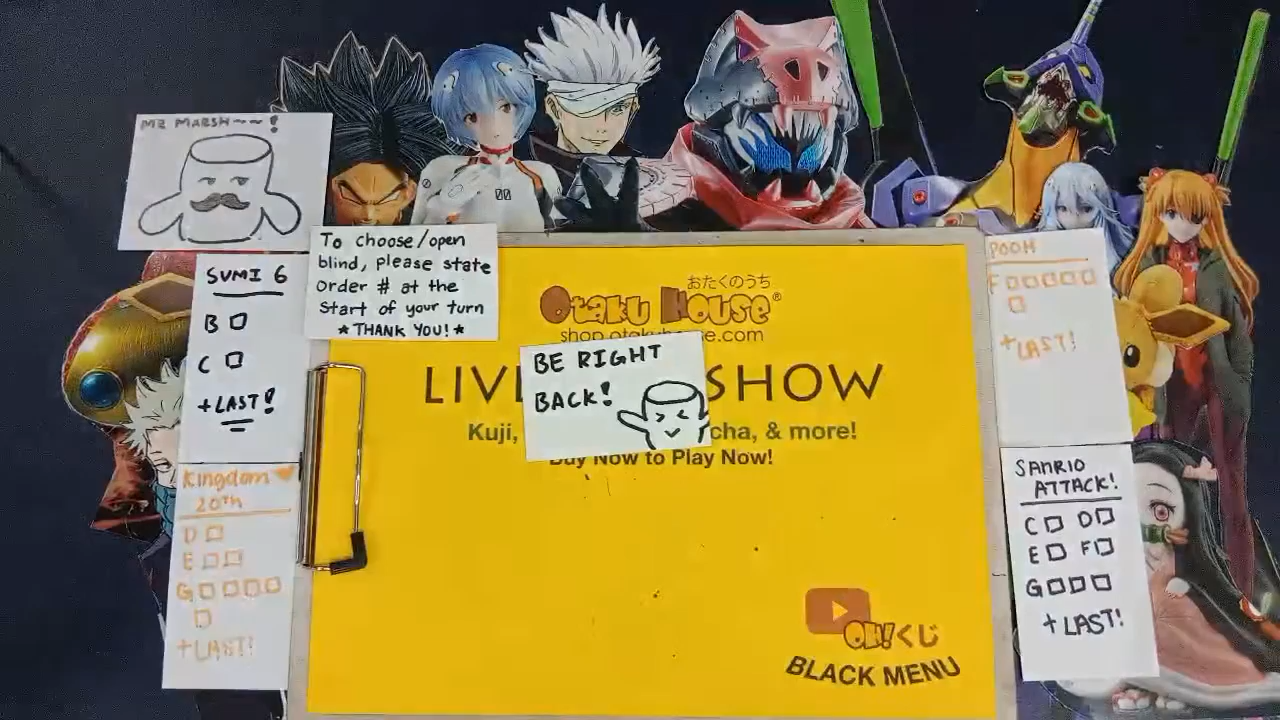 MR MARSH~~!
To choose/open
blind, please state
Order # at the
Start of your turn
*THANK YOU!*
SUMI 6
B
C
+LAST!
Kingdom
20TH
D
E
G
+LAST!
おたくのうち
Otaku House®
shop.otakuhouse.com
LIVE SHOW
BE RIGHT
BACK!
Kuji, cha, & more!
Buy Now to Play Now!
OH!くじ
BLACK MENU
POOH
F
+LAST!
SANRIO
ATTACK!
C D
E F
G
+LAST!
00